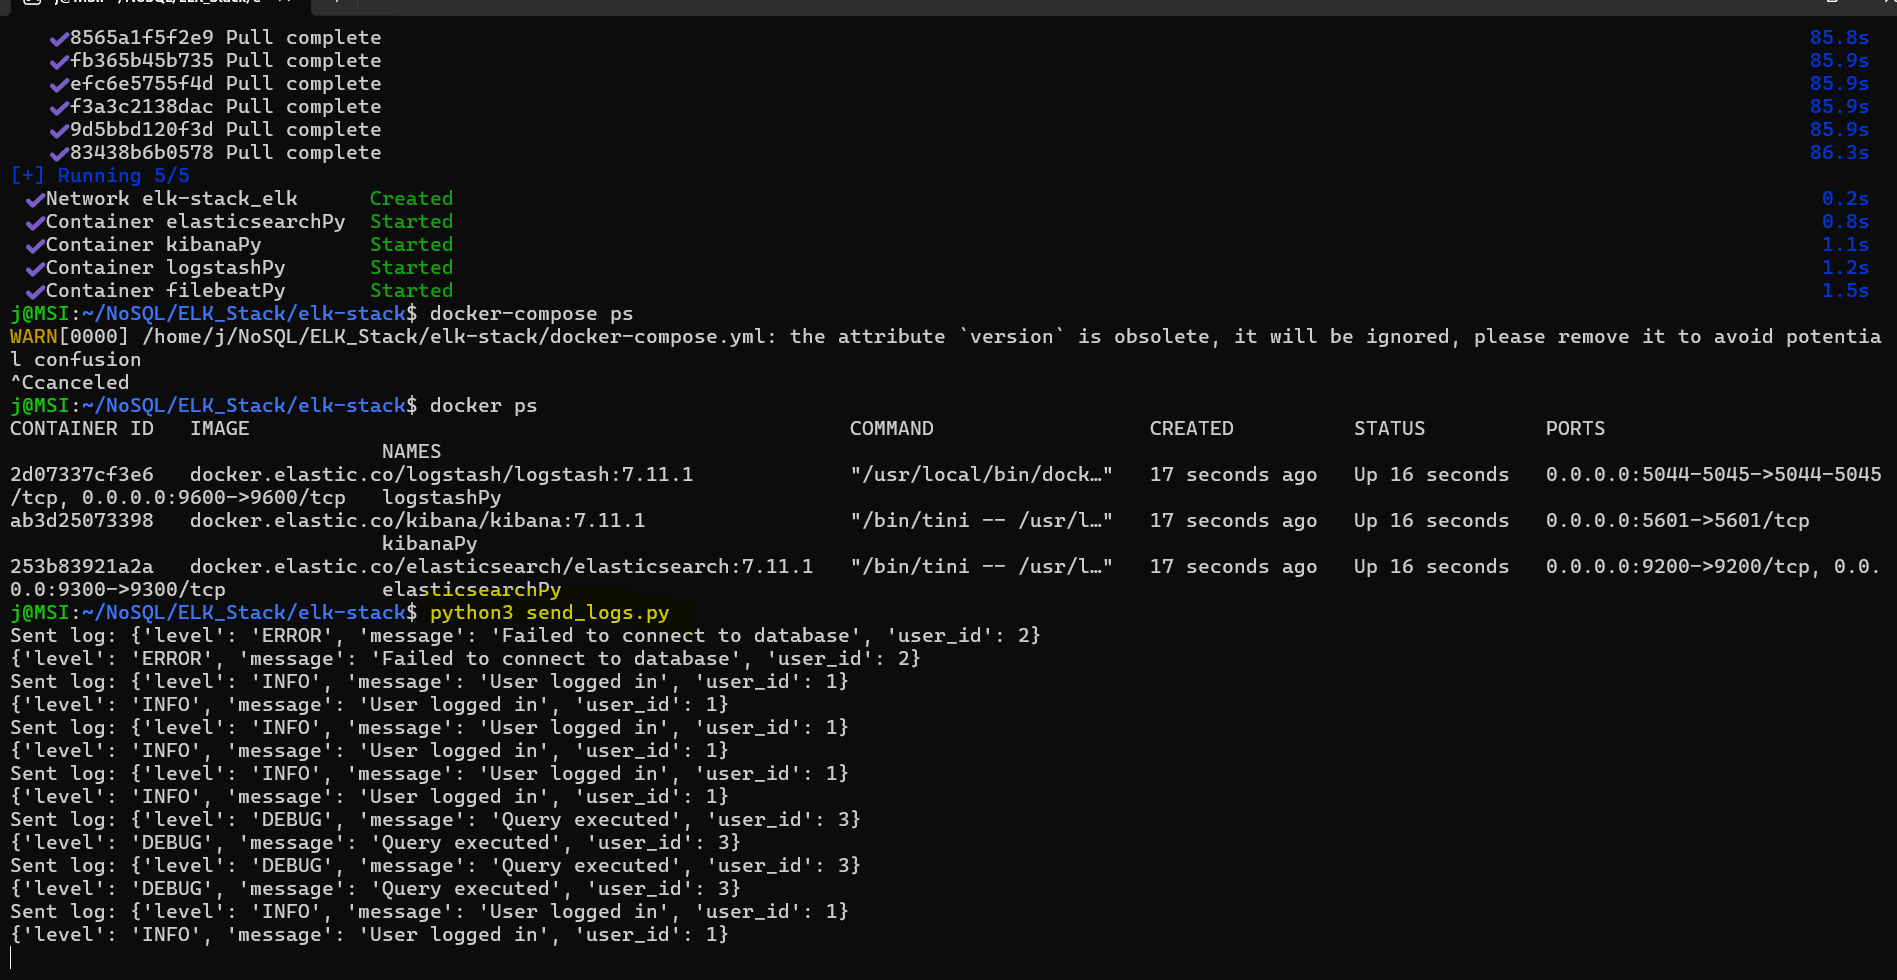 8565a1f5f2e9 Pull complete 85.8s
fb365b45b735 Pull complete 85.9s
efc6e5755f4d Pull complete 85.9s
f3a3c2138dac Pull complete 85.9s
9d5bbd120f3d Pull complete 85.9s
83438b6b0578 Pull complete 86.3s
[+] Running 5/5
Network elk-stack_elk Created 0.2s
Container elasticsearchPy Started 0.8s
Container kibanaPy Started 1.1s
Container logstashPy Started 1.2s
Container filebeatPy Started 1.5s
j@MSI:~/NoSQL/ELK_Stack/elk-stack$ docker-compose ps
WARN[0000] /home/j/NoSQL/ELK_Stack/elk-stack/docker-compose.yml: the attribute `version` is obsolete, it will be ignored, please remove it to avoid potentia
l confusion
^Ccanceled
j@MSI:~/NoSQL/ELK_Stack/elk-stack$ docker ps
CONTAINER ID IMAGE COMMAND CREATED STATUS PORTS
NAMES
2d07337cf3e6 docker.elastic.co/logstash/logstash:7.11.1 "/usr/local/bin/dock…" 17 seconds ago Up 16 seconds 0.0.0.0:5044-5045->5044-5045
/tcp, 0.0.0.0:9600->9600/tcp logstashPy
ab3d25073398 docker.elastic.co/kibana/kibana:7.11.1 "/bin/tini -- /usr/l…" 17 seconds ago Up 16 seconds 0.0.0.0:5601->5601/tcp
kibanaPy
253b83921a2a docker.elastic.co/elasticsearch/elasticsearch:7.11.1 "/bin/tini -- /usr/l…" 17 seconds ago Up 16 seconds 0.0.0.0:9200->9200/tcp, 0.0.
0.0:9300->9300/tcp elasticsearchPy
j@MSI:~/NoSQL/ELK_Stack/elk-stack$ python3 send_logs.py
Sent log: {'level': 'ERROR', 'message': 'Failed to connect to database', 'user_id': 2}
{'level': 'ERROR', 'message': 'Failed to connect to database', 'user_id': 2}
Sent log: {'level': 'INFO', 'message': 'User logged in', 'user_id': 1}
{'level': 'INFO', 'message': 'User logged in', 'user_id': 1}
Sent log: {'level': 'INFO', 'message': 'User logged in', 'user_id': 1}
{'level': 'INFO', 'message': 'User logged in', 'user_id': 1}
Sent log: {'level': 'INFO', 'message': 'User logged in', 'user_id': 1}
{'level': 'INFO', 'message': 'User logged in', 'user_id': 1}
Sent log: {'level': 'DEBUG', 'message': 'Query executed', 'user_id': 3}
{'level': 'DEBUG', 'message': 'Query executed', 'user_id': 3}
Sent log: {'level': 'DEBUG', 'message': 'Query executed', 'user_id': 3}
{'level': 'DEBUG', 'message': 'Query executed', 'user_id': 3}
Sent log: {'level': 'INFO', 'message': 'User logged in', 'user_id': 1}
{'level': 'INFO', 'message': 'User logged in', 'user_id': 1}